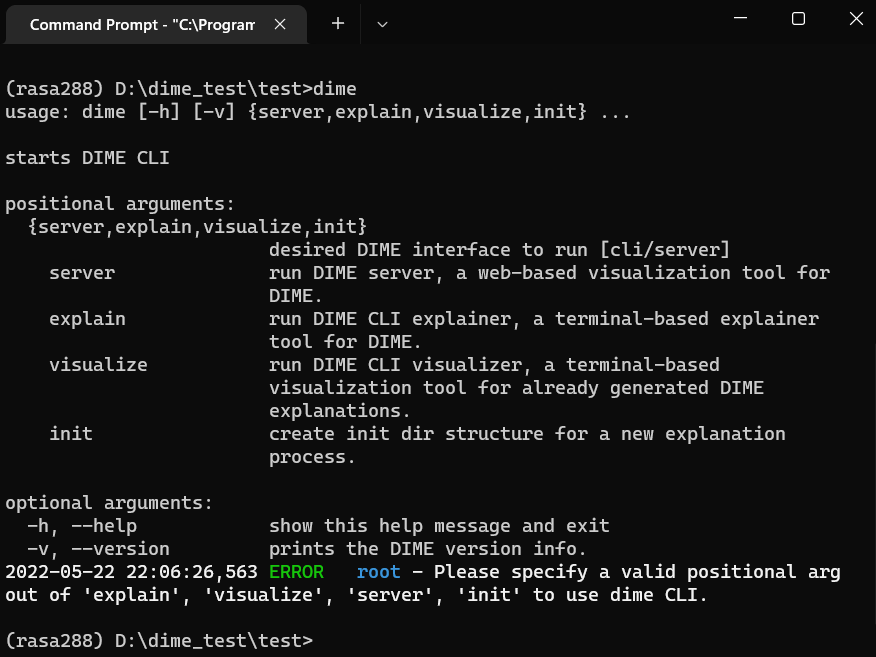 Command Prompt - "C:\Program
(rasa288) D:\dime_test\test>dime
usage: dime [-h] [-v] {server,explain,visualize,init} ...
starts DIME CLI
positional arguments:
{server,explain,visualize,init}
desired DIME interface to run [cli/server]
server run DIME server, a web-based visualization tool for
DIME.
explain run DIME CLI explainer, a terminal-based explainer
tool for DIME.
visualize run DIME CLI visualizer, a terminal-based
visualization tool for already generated DIME
explanations.
init create init dir structure for a new explanation
process.
optional arguments:
-h, --help show this help message and exit
-v, --version prints the DIME version info.
2022-05-22 22:06:26,563 ERROR root - Please specify a valid positional arg
out of 'explain', 'visualize', 'server', 'init' to use dime CLI.
(rasa288) D:\dime_test\test>